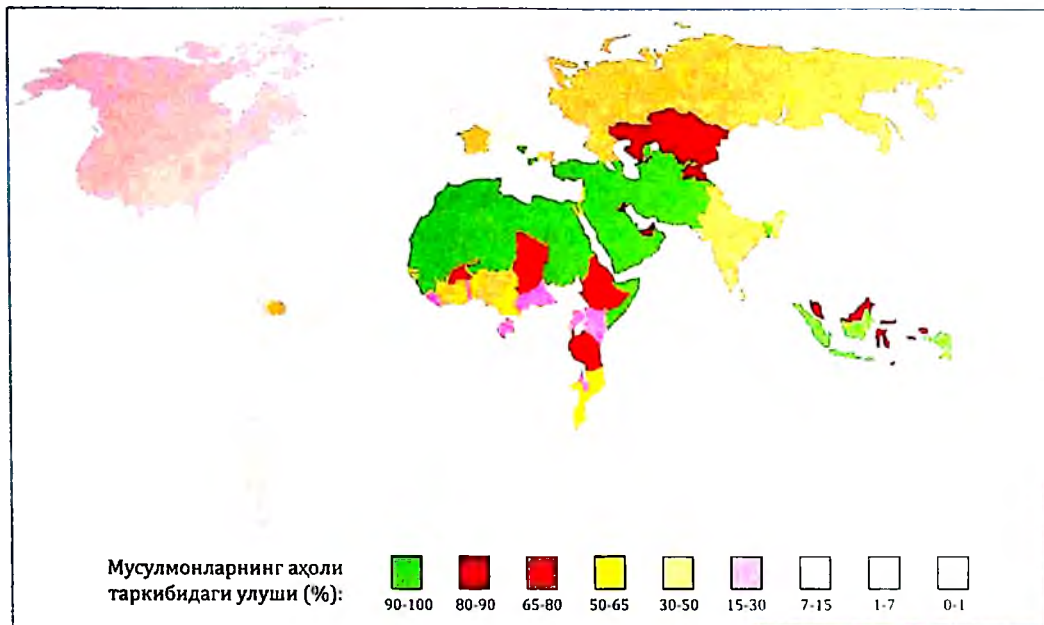 Мусулмонларнинг аҳоли
таркибидаги улуши (%):
90-100 80-90 65-80 50-65 30-50 15-30 7-15 1-7 0-1